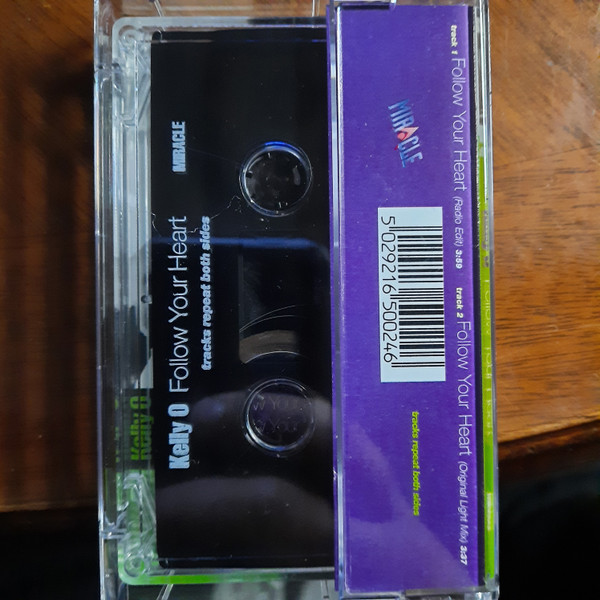 Kelly O Follow Your Heart MIRACLE
tracks repeat both sides
Kelly O
track 1 Follow Your Heart (Radio Edit) 3:59
track 2 Follow Your Heart (Original Light Mix) 3:37
MIRACLE
5 029216 500246
tracks repeat both sides